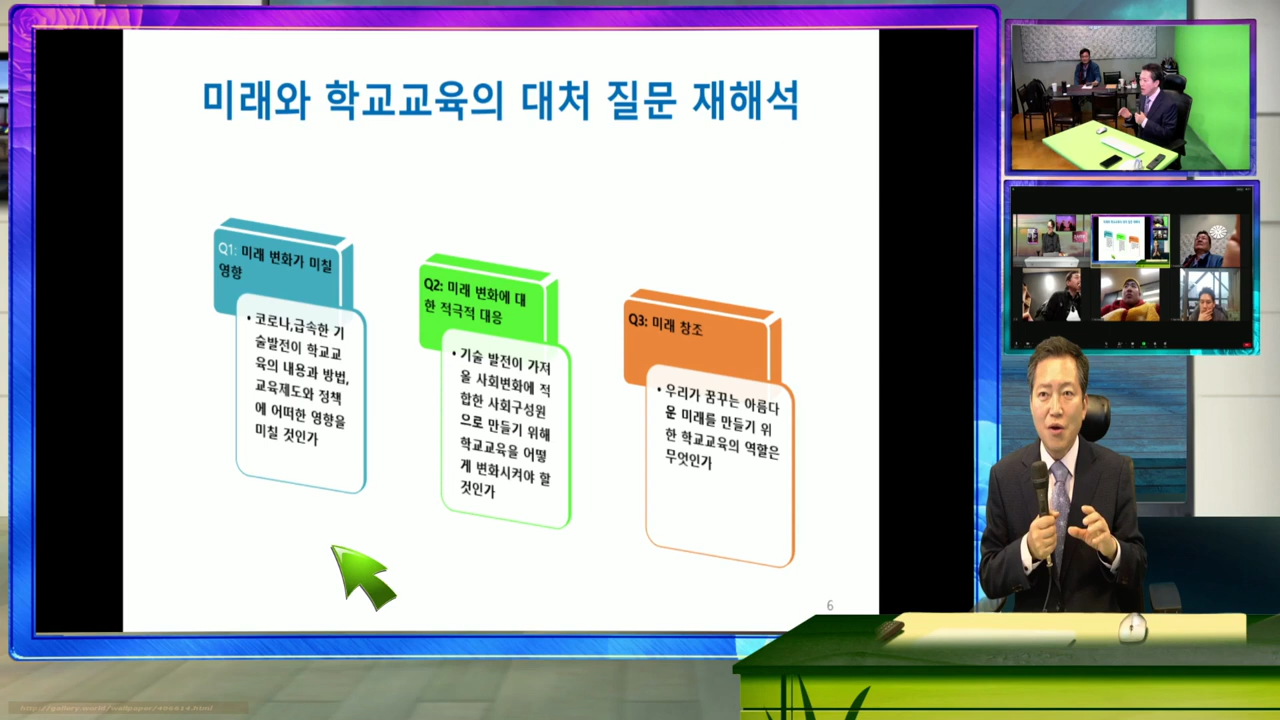 미래와 학교교육의 대처 질문 재해석
Q1: 미래 변화가 미칠
영향
• 코로나,급속한 기
술발전이 학교교
육의 내용과 방법,
교육제도와 정책
에 어떠한 영향을
미칠 것인가
Q2: 미래 변화에 대
한 적극적 대응
• 기술 발전이 가져
올 사회변화에 적
합한 사회구성원
으로 만들기 위해
학교교육을 어떻
게 변화시켜야 할
것인가
Q3: 미래 창조
• 우리가 꿈꾸는 아름다
운 미래를 만들기 위
한 학교교육의 역할은
무엇인가
6
http://gallery.world/wallpaper/496614.html